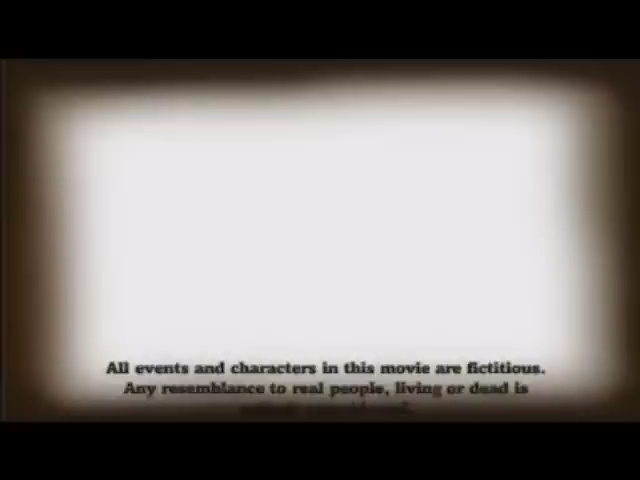 All events and characters in this movie are fictitious.
Any resemblance to real people, living or dead is